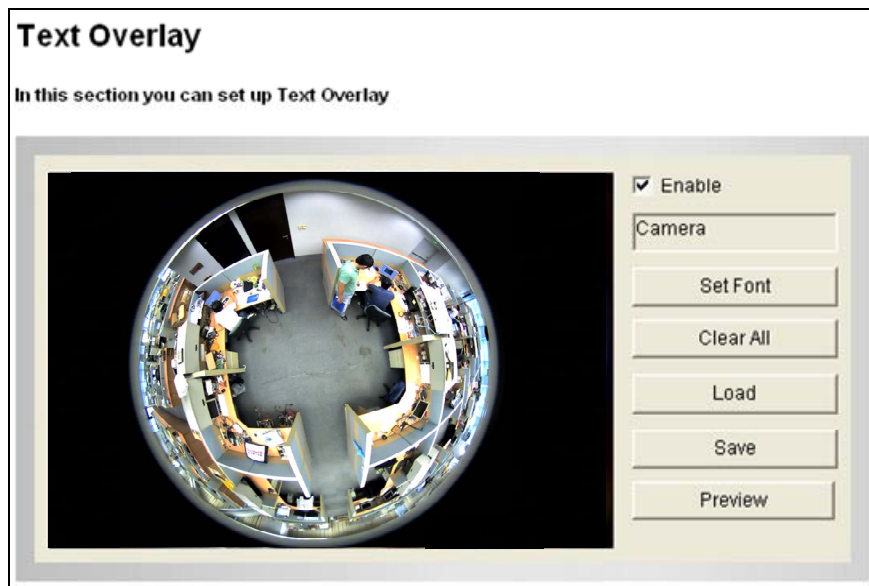 Text Overlay
In this section you can set up Text Overlay
Enable
Camera
Set Font
Clear All
Load
Save
Preview